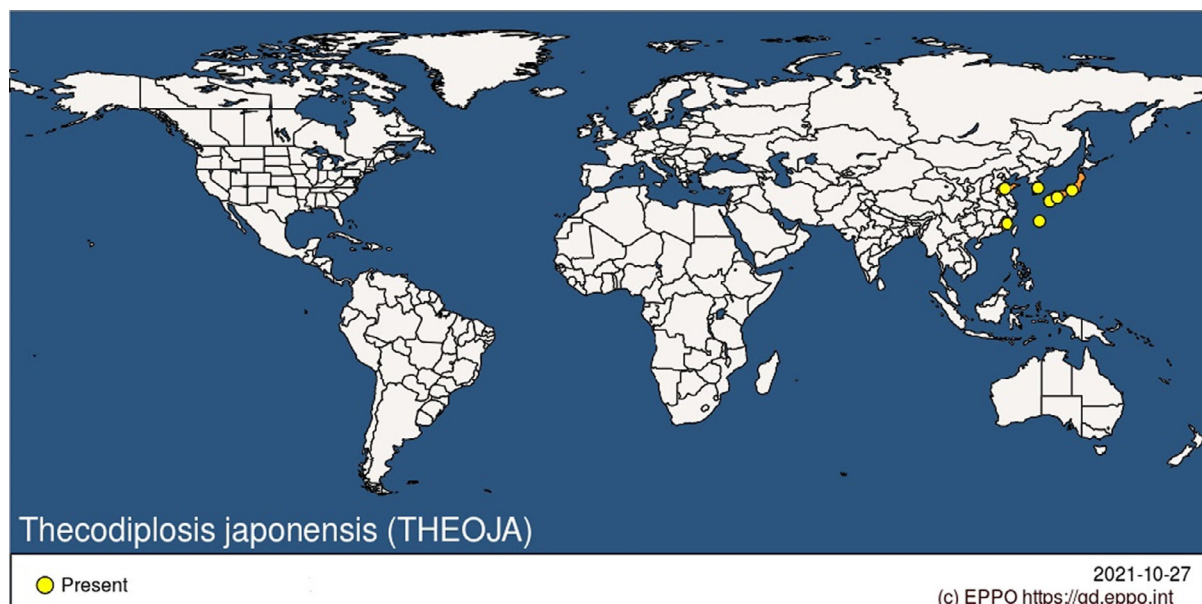 Thecodiplosis japonensis (THEOJA)
Present
2021-10-27
(c) EPPO https://gd.eppo.int